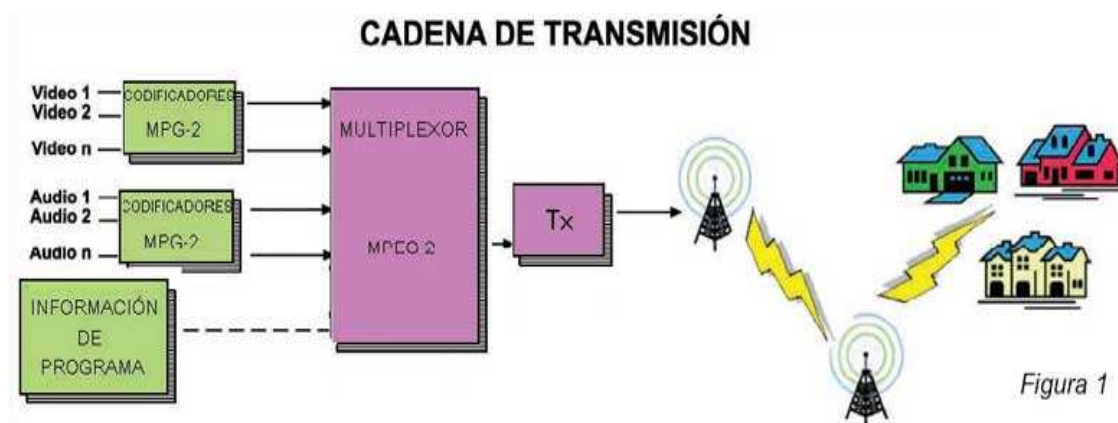 CADENA DE TRANSMISIÓN
Video 1
Video 2
Video n
CODIFICADORES
MPG-2
Audio 1
Audio 2
Audio n
CODIFICADORES
MPG-2
INFORMACIÓN
DE
PROGRAMA
MULTIPLEXOR
MPEG 2
Tx
Figura 1